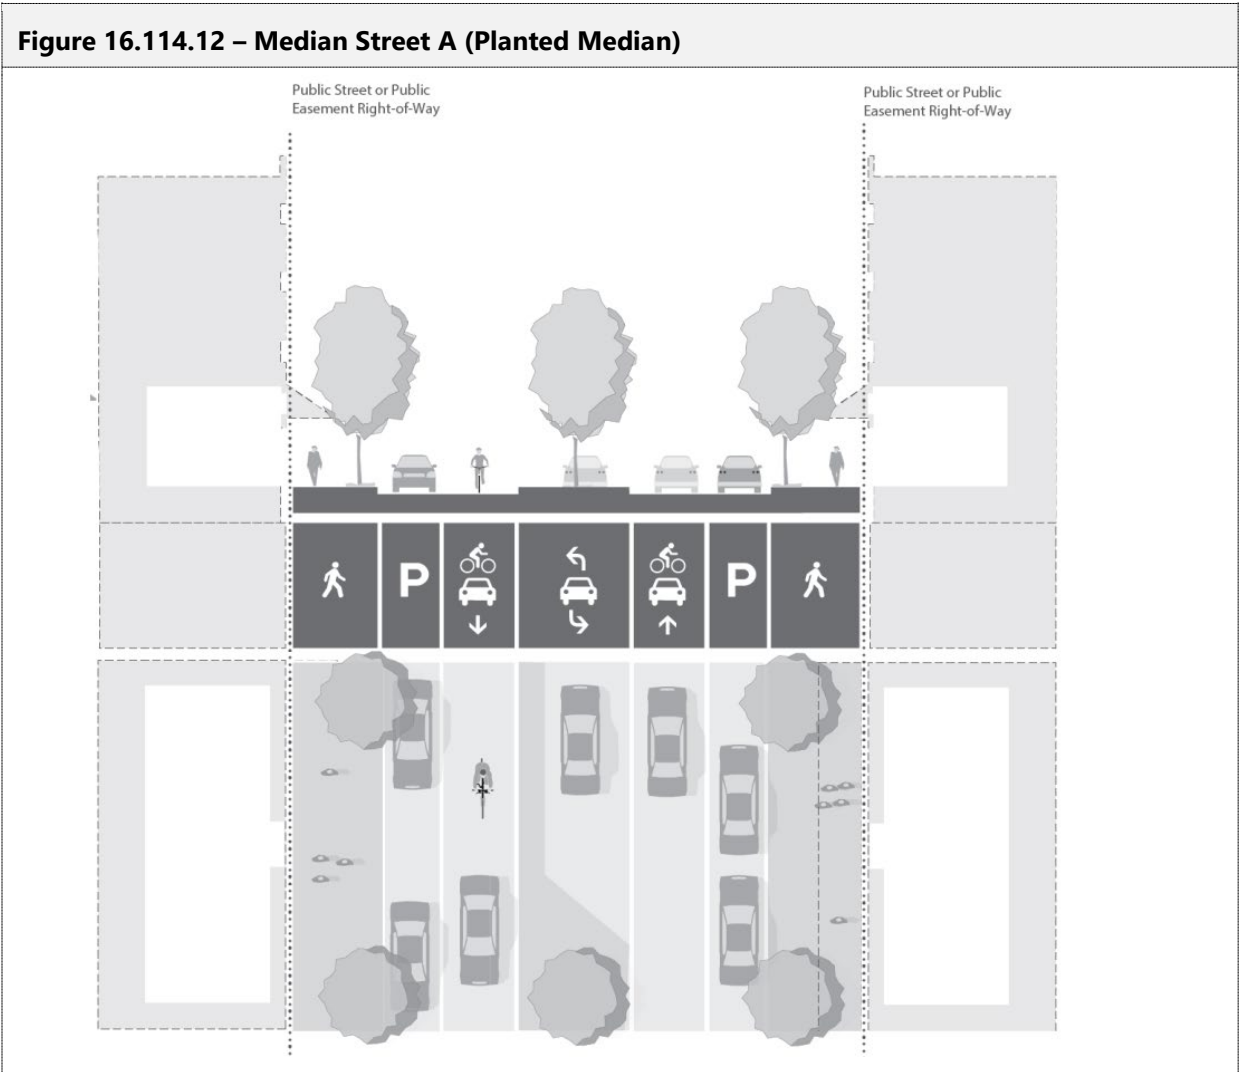 Figure 16.114.12 – Median Street A (Planted Median)
Public Street or Public
Easement Right-of-Way
Public Street or Public
Easement Right-of-Way
P
P